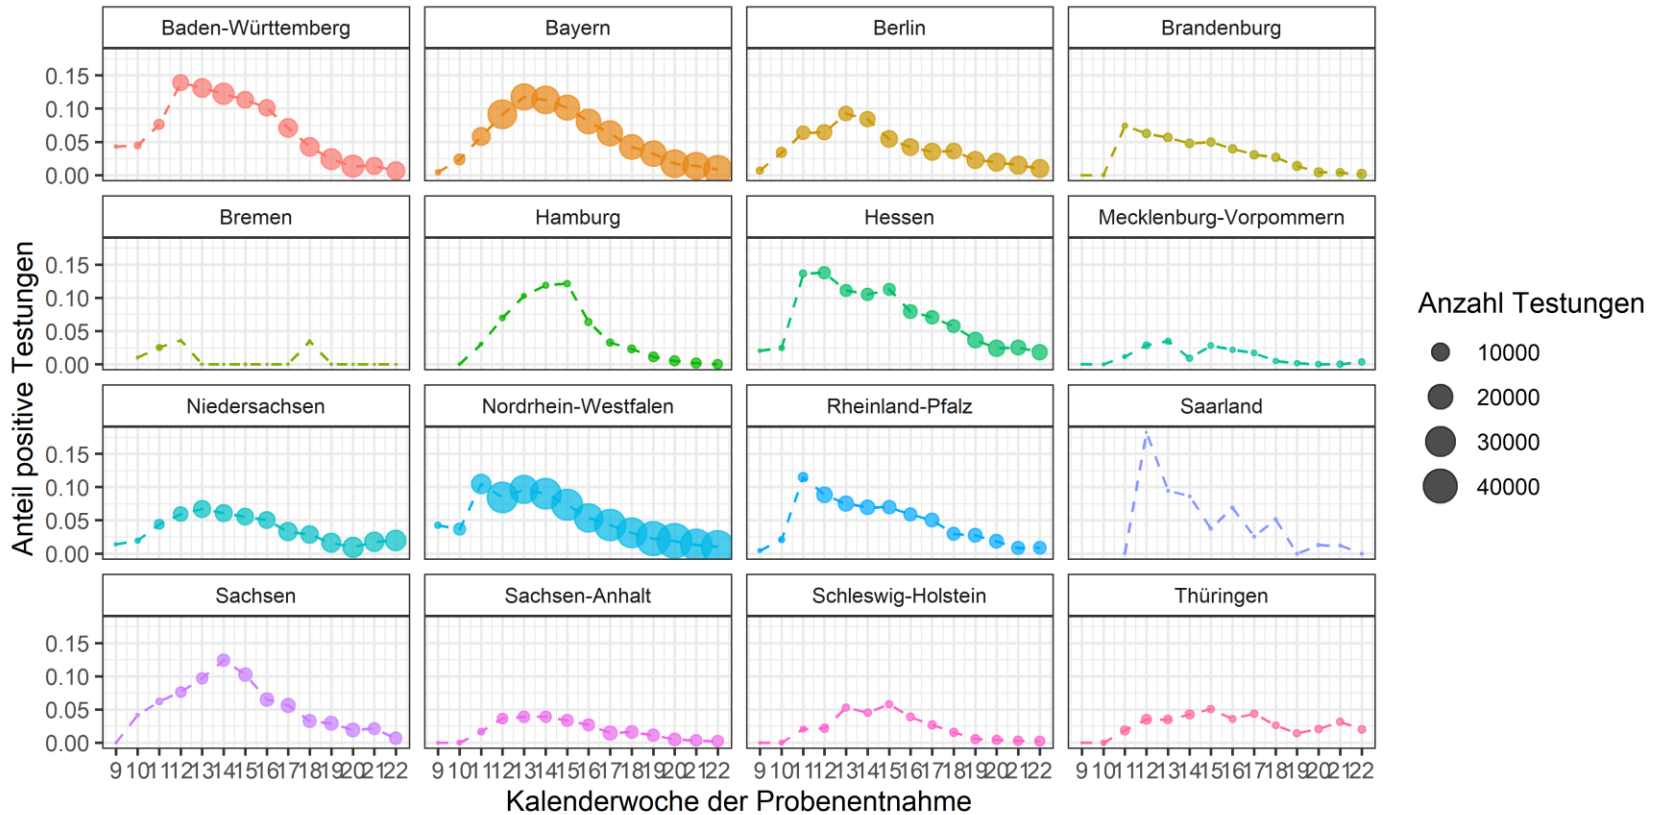 Baden-Württemberg Bayern Berlin Brandenburg
0.15
0.10
0.05
0.00
Bremen Hamburg Hessen Mecklenburg-Vorpommern
0.15
0.10
0.05
0.00
Niedersachsen Nordrhein-Westfalen Rheinland-Pfalz Saarland
0.15
0.10
0.05
0.00
Sachsen Sachsen-Anhalt Schleswig-Holstein Thüringen
0.15
0.10
0.05
0.00
9 10 11 12 13 14 15 16 17 18 19 20 21 22 9 10 11 12 13 14 15 16 17 18 19 20 21 22 9 10 11 12 13 14 15 16 17 18 19 20 21 22 9 10 11 12 13 14 15 16 17 18 19 20 21 22
Kalenderwoche der Probenentnahme
Anteil positive Testungen
Anzahl Testungen
10000
20000
30000
40000